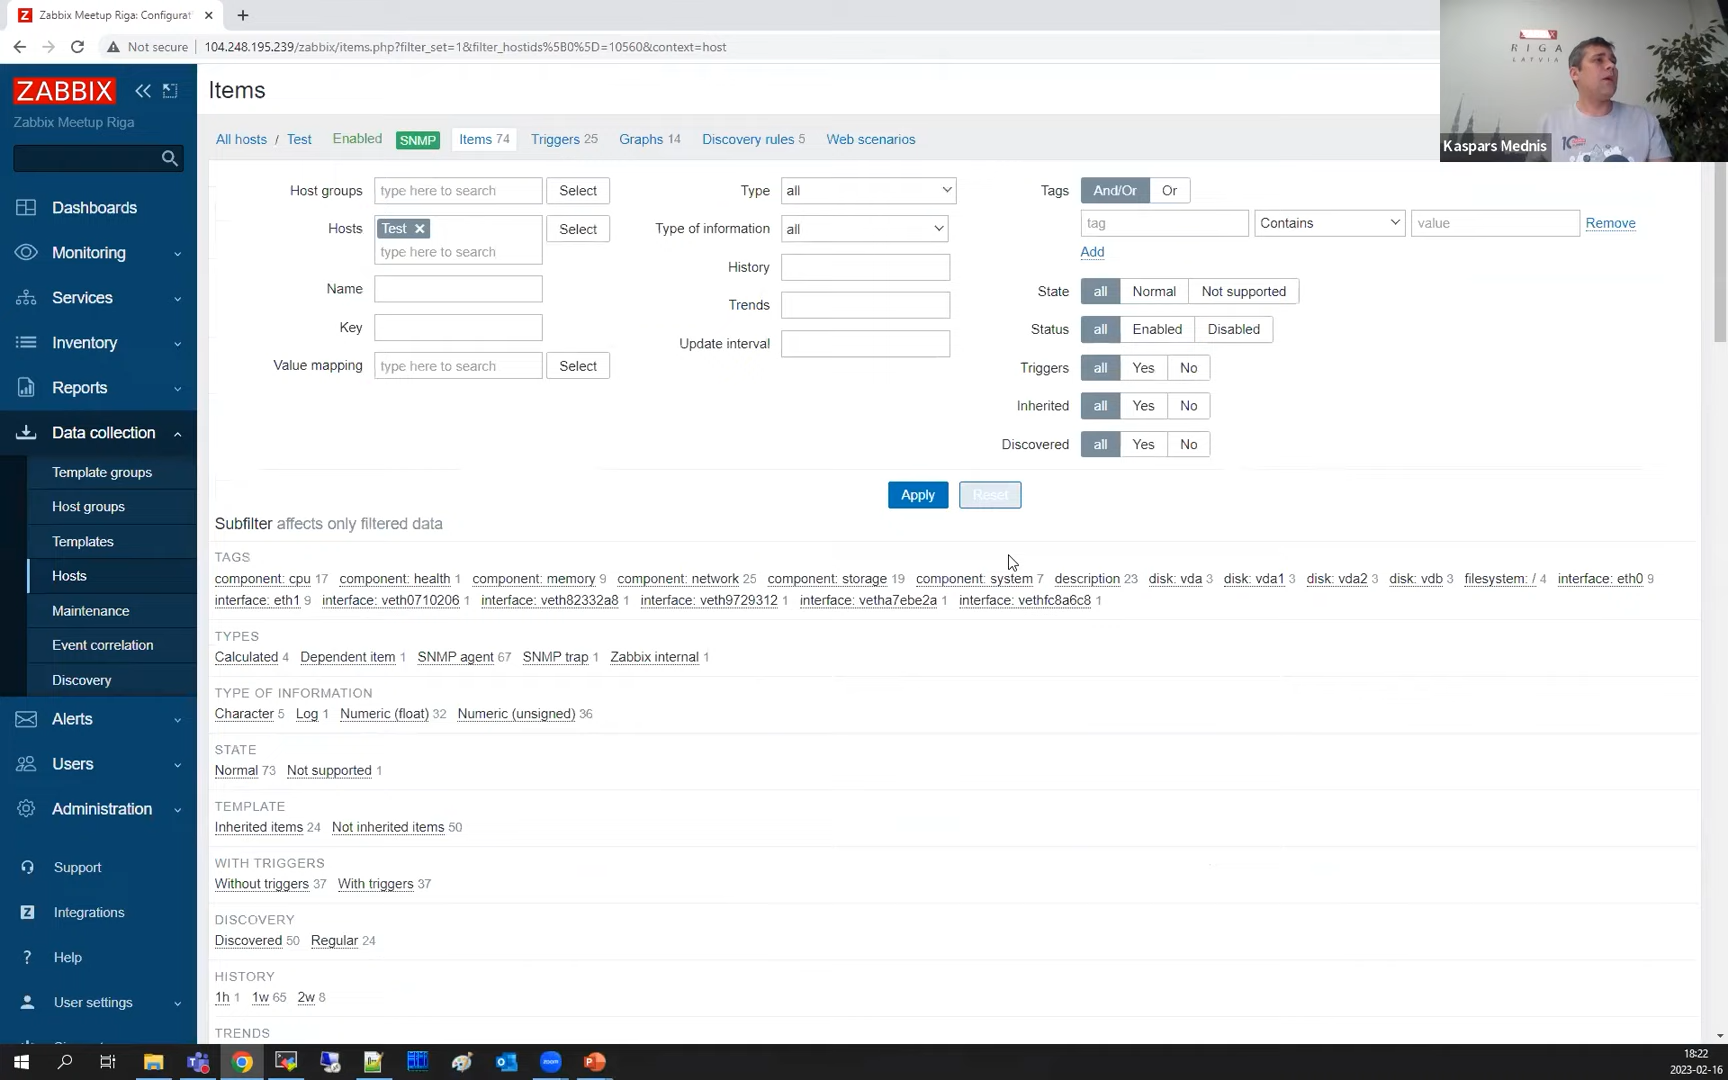 Zabbix Meetup Riga: Configurat
Not secure
104.248.195.239/zabbix/items.php?filter_set=1&filter_hostids%5B0%5D=10560&context=host
RIGA
LATVIA
Kaspars Mednis
ZABBIX
Zabbix Meetup Riga
Dashboards
Monitoring
Services
Inventory
Reports
Data collection
Template groups
Host groups
Templates
Hosts
Maintenance
Event correlation
Discovery
Alerts
Users
Administration
Support
Integrations
Help
User settings
Items
All hosts / Test Enabled SNMP Items 74 Triggers 25 Graphs 14 Discovery rules 5 Web scenarios
Host groups type here to search Select Type all Tags And/Or Or
Hosts Test type here to search Select Type of information all tag Contains value Remove
Add
Name History State all Normal Not supported
Key Trends Status all Enabled Disabled
Value mapping type here to search Select Update interval Triggers all Yes No
Inherited all Yes No
Discovered all Yes No
Apply Reset
Subfilter affects only filtered data
TAGS
component: cpu 17 component: health 1 component: memory 9 component: network 25 component: storage 19 component: system 7 description 23 disk: vda 3 disk: vda1 3 disk: vda2 3 disk: vdb 3 filesystem: / 4 interface: eth0 9
interface: eth1 9 interface: veth0710206 1 interface: veth82332a8 1 interface: veth9729312 1 interface: vetha7ebe2a 1 interface: vethfc8a6c8 1
TYPES
Calculated 4 Dependent item 1 SNMP agent 67 SNMP trap 1 Zabbix internal 1
TYPE OF INFORMATION
Character 5 Log 1 Numeric (float) 32 Numeric (unsigned) 36
STATE
Normal 73 Not supported 1
TEMPLATE
Inherited items 24 Not inherited items 50
WITH TRIGGERS
Without triggers 37 With triggers 37
DISCOVERY
Discovered 50 Regular 24
HISTORY
1h 1 1w 65 2w 8
TRENDS
18:22
2023-02-16